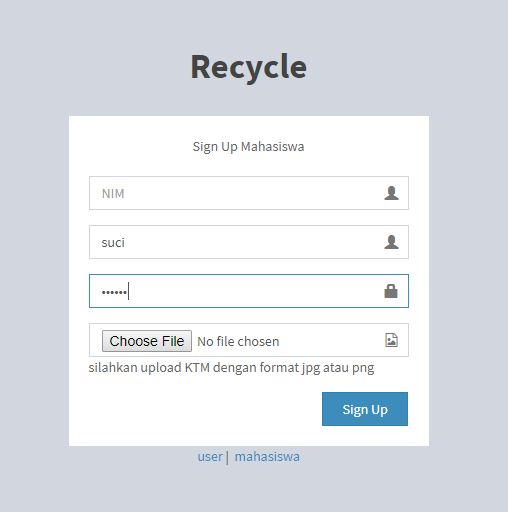 Recycle
Sign Up Mahasiswa
NIM
suci
••••••
Choose File No file chosen
silahkan upload KTM dengan format jpg atau png
Sign Up
user | mahasiswa